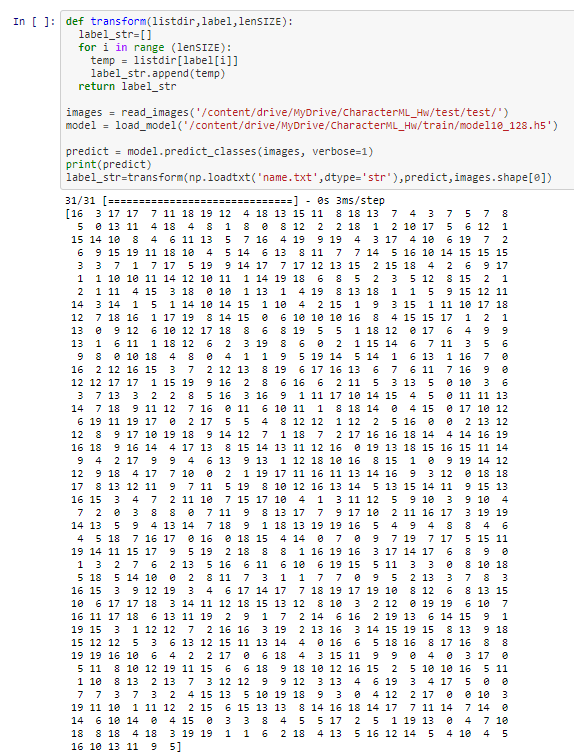 In [ ]: def transform(listdir,label,lenSIZE):
label_str=[]
for i in range (lenSIZE):
temp = listdir[label[i]]
label_str.append(temp)
return label_str
images = read_images('/content/drive/MyDrive/CharacterML_Hw/test/test/')
model = load_model('/content/drive/MyDrive/CharacterML_Hw/train/model10_128.h5')
predict = model.predict_classes(images, verbose=1)
print(predict)
label_str=transform(np.loadtxt('name.txt',dtype='str'),predict,images.shape[0])
31/31 [==============================] - 0s 3ms/step
[16 3 17 17 7 11 18 19 12 4 18 13 15 11 8 18 13 7 4 3 7 5 7 8
5 0 13 11 4 18 4 8 1 8 0 8 12 2 2 18 1 2 10 17 5 6 12 1
15 14 10 8 4 6 11 13 5 7 16 4 19 9 19 4 3 17 4 10 6 19 7 2
6 9 15 19 11 18 10 4 5 14 6 13 8 11 7 7 14 5 16 10 14 15 15 15
3 3 7 1 7 17 5 19 9 14 17 7 17 12 13 15 2 15 18 4 2 6 9 17
1 1 10 10 11 14 12 10 11 1 14 19 18 6 8 5 2 3 5 12 8 15 2 1
2 1 11 4 15 3 18 0 10 1 13 1 4 19 8 13 18 1 1 5 9 15 12 11
14 3 14 1 5 1 14 10 14 15 1 10 4 2 15 1 9 3 15 1 11 10 17 18
12 7 18 16 1 17 19 8 14 15 0 6 10 10 10 16 8 4 15 15 17 1 2 1
13 0 9 12 6 10 12 17 18 8 6 8 19 5 5 1 18 12 0 17 6 4 9 9
13 1 6 11 1 18 12 6 2 3 19 8 6 0 2 1 15 14 6 7 11 3 5 6
9 8 0 10 18 4 8 0 4 1 1 9 5 19 14 5 14 1 6 13 1 16 7 0
16 2 12 16 15 3 7 2 12 13 8 19 6 17 16 13 6 7 6 11 7 16 9 0
12 12 17 17 1 15 19 9 16 2 8 6 16 6 2 11 5 3 13 5 0 10 3 6
3 7 13 3 2 2 8 5 16 3 16 9 1 11 17 10 14 15 4 5 0 11 11 13
14 7 18 9 11 12 7 16 0 11 6 10 11 1 8 18 14 0 4 15 0 17 10 12
6 19 11 19 17 0 2 17 5 5 4 8 12 12 1 12 2 5 16 0 0 2 13 12
12 8 9 17 10 19 18 9 14 12 7 1 18 7 2 17 16 16 18 14 4 14 16 19
16 18 9 16 14 4 17 13 8 15 14 13 11 12 16 0 19 13 18 15 16 15 11 14
9 4 2 17 9 9 4 6 13 9 13 1 12 18 10 16 8 15 1 0 9 19 14 12
12 9 18 4 17 7 10 0 2 1 19 17 11 16 11 13 14 16 9 3 12 0 18 18
17 8 13 12 11 9 7 11 5 19 8 10 12 16 13 14 5 13 15 14 11 9 15 13
16 15 3 4 7 2 11 10 7 15 17 10 4 1 3 11 12 5 9 10 3 9 10 4
7 2 0 3 8 8 0 7 11 9 8 13 17 7 9 17 10 2 11 16 17 3 19 19
14 13 5 9 4 13 14 7 18 9 1 18 13 19 19 16 5 4 9 4 8 8 4 6
4 5 18 7 16 17 0 16 0 18 15 4 14 0 7 0 9 7 19 7 17 5 15 11
19 14 11 15 17 9 5 19 2 18 8 8 1 16 19 16 3 17 14 17 6 8 9 0
1 3 2 7 6 2 13 5 16 6 11 6 10 6 19 15 5 11 3 3 0 8 10 18
5 18 5 14 10 0 2 8 11 7 3 1 1 7 7 0 9 5 2 13 3 7 8 3
16 15 3 9 12 19 3 4 6 17 14 17 7 18 19 17 19 10 8 12 6 8 13 15
10 6 17 17 18 3 14 11 12 18 15 13 12 8 10 3 2 12 0 19 19 6 10 7
16 11 17 18 6 13 11 19 2 9 1 7 2 14 6 16 2 19 13 6 14 15 9 1
19 15 3 1 12 12 7 2 16 16 3 19 2 13 16 3 14 15 19 15 8 13 9 18
15 12 12 5 3 6 13 12 15 11 13 14 4 0 16 6 5 18 16 8 17 16 8 8
19 19 16 10 6 4 2 2 17 0 6 18 4 3 15 11 9 9 0 4 0 3 17 0
5 11 8 10 12 19 11 15 6 6 18 9 18 10 12 16 15 2 5 10 10 16 5 11
1 10 8 13 2 13 7 3 12 12 9 9 12 3 13 4 6 19 3 4 17 5 0 0
7 7 3 7 3 2 4 15 13 5 10 19 18 9 3 0 4 12 2 17 0 0 10 3
19 11 10 1 11 12 2 15 6 15 13 13 8 14 16 18 14 17 7 11 14 7 14 0
14 6 10 14 0 4 15 0 3 3 8 4 5 5 17 2 5 1 19 13 0 4 7 10
18 8 18 4 18 3 19 19 1 1 6 2 18 4 13 5 16 12 14 5 4 10 4 5
16 10 13 11 9 5]